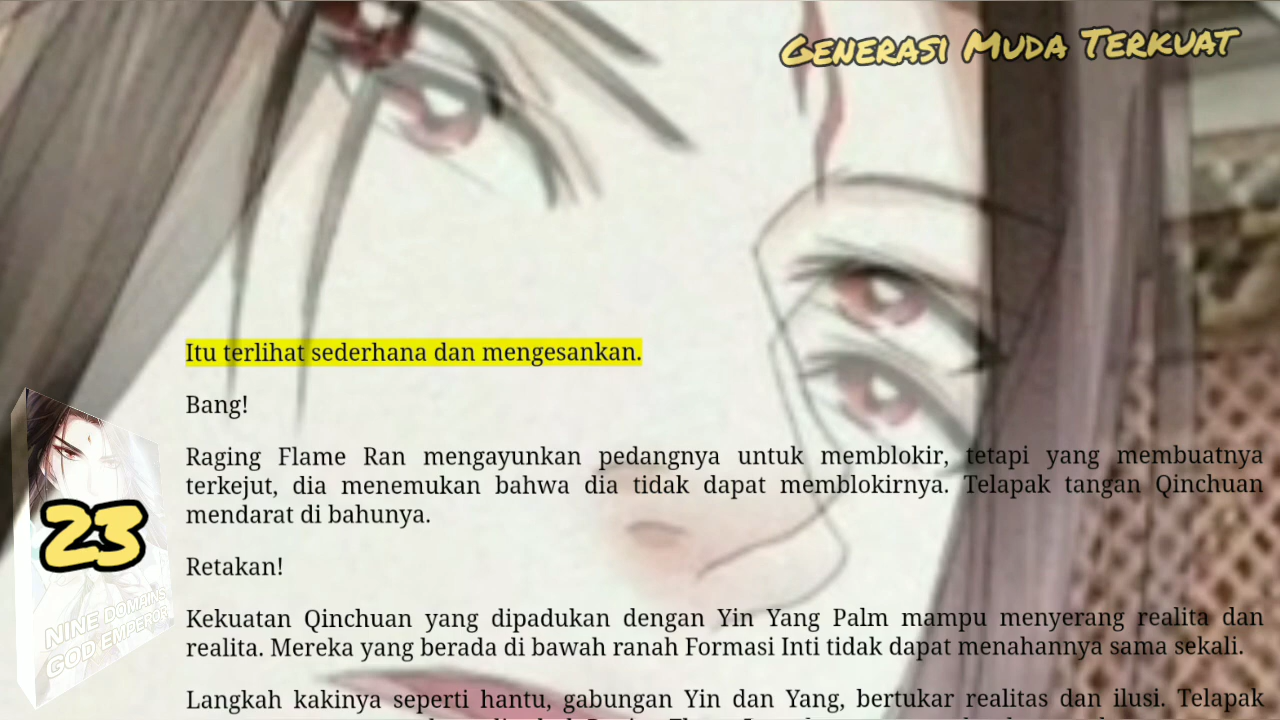 Generasi Muda Terkuat
Itu terlihat sederhana dan mengesankan.
Bang!
Raging Flame Ran mengayunkan pedangnya untuk memblokir, tetapi yang membuatnya
terkejut, dia menemukan bahwa dia tidak dapat memblokirnya. Telapak tangan Qinchuan
mendarat di bahunya.
Retakan!
23
NINE DOMAINS
GOD EMPEROR
Kekuatan Qinchuan yang dipadukan dengan Yin Yang Palm mampu menyerang realita dan
realita. Mereka yang berada di bawah ranah Formasi Inti tidak dapat menahannya sama sekali.
Langkah kakinya seperti hantu, gabungan Yin dan Yang, bertukar realitas dan ilusi. Telapak